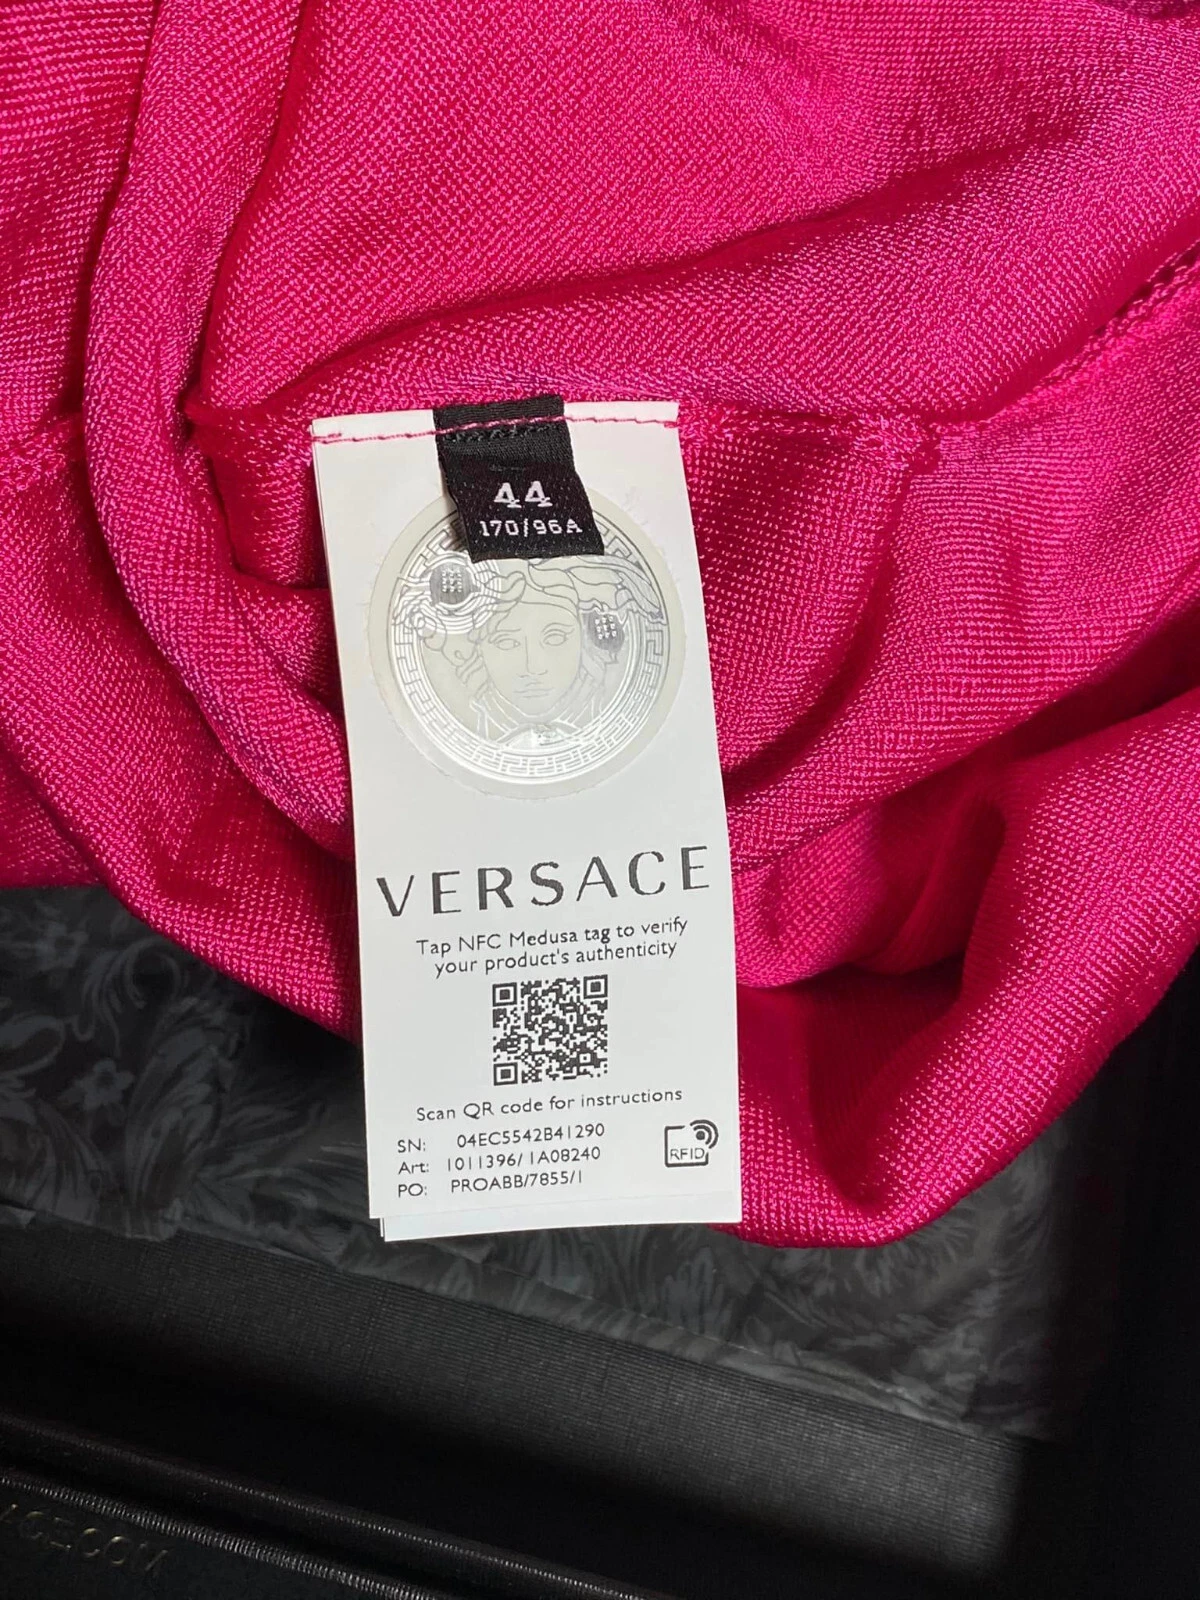 44
170/96A
VERSACE
Tap NFC Medusa tag to verify
your product's authenticity
Scan QR code for instructions
SN: 04EC5542B41290
Art: 1011396/1A08240
PO: PROABB/7855/1
RFID